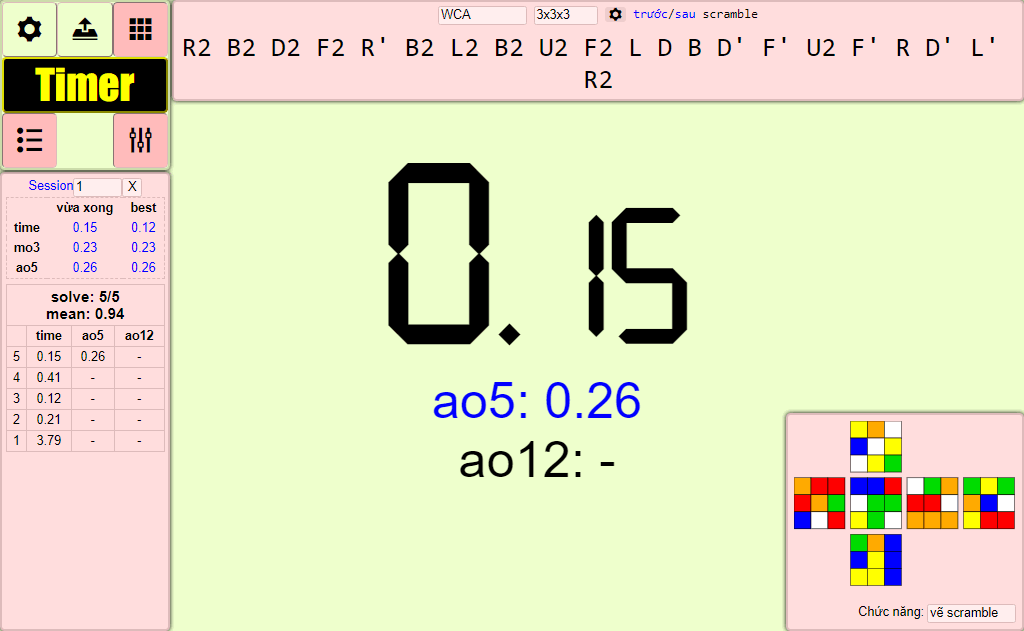 WCA 3x3x3 trước/sau scramble
R2 B2 D2 F2 R' B2 L2 B2 U2 F2 L D B D' F' U2 F' R D' L'
R2
Timer
Session 1 X
vừa xong best
time 0.15 0.12
mo3 0.23 0.23
ao5 0.26 0.26
solve: 5/5
mean: 0.94
time ao5 ao12
5 0.15 0.26 -
4 0.41 - -
3 0.12 - -
2 0.21 - -
1 3.79 - -
0.15
ao5: 0.26
ao12: -
Chức năng: vẽ scramble